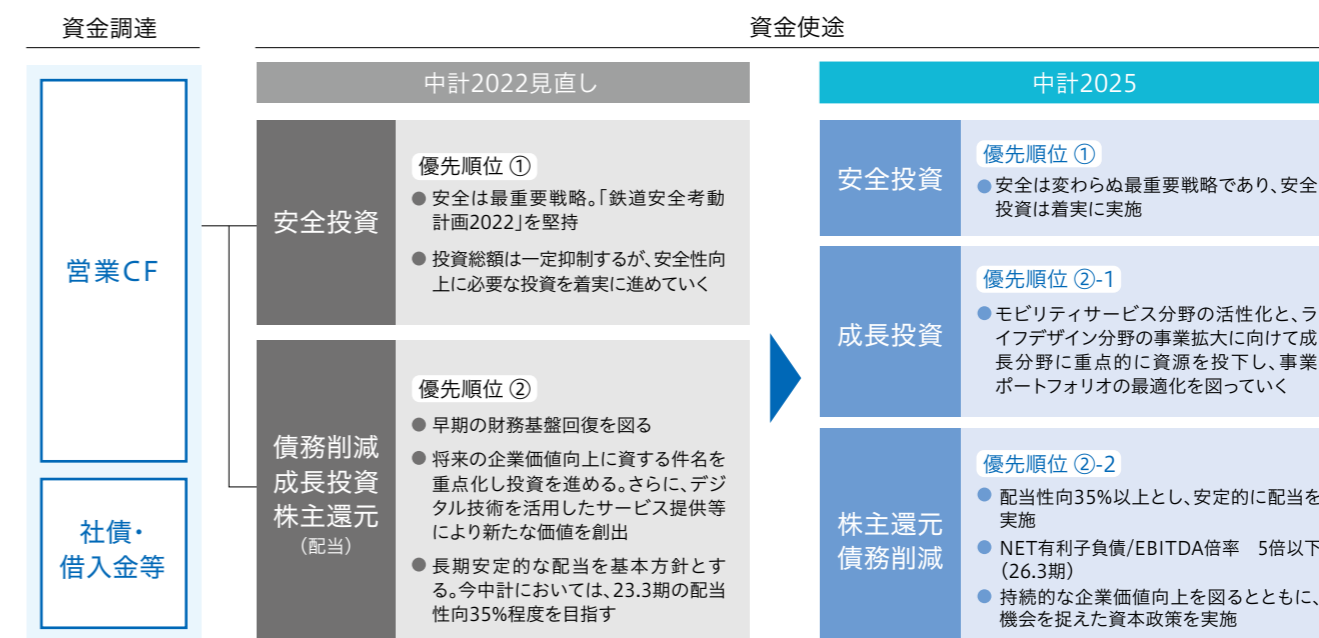 資金調達
資金使途
営業CF
社債・
借入金等
中計2022見直し
安全投資
優先順位 ①
● 安全は最重要戦略。「鉄道安全考動
計画2022」を堅持
● 投資総額は一定抑制するが、安全性向
上に必要な投資を着実に進めていく
債務削減
成長投資
株主還元
（配当）
優先順位 ②
● 早期の財務基盤回復を図る
● 将来の企業価値向上に資する件名を
重点化し投資を進める。さらに、デジ
タル技術を活用したサービス提供等
により新たな価値を創出
● 長期安定的な配当を基本方針とす
る。今中計においては、23.3期の配当
性向35%程度を目指す
中計2025
安全投資
優先順位 ①
● 安全は変わらぬ最重要戦略であり、安全
投資は着実に実施
成長投資
優先順位 ②-1
● モビリティサービス分野の活性化と、ラ
イフデザイン分野の事業拡大に向けて成
長分野に重点的に資源を投下し、事業
ポートフォリオの最適化を図っていく
株主還元
債務削減
優先順位 ②-2
● 配当性向35%以上とし、安定的に配当を
実施
● NET有利子負債/EBITDA倍率　5倍以下
（26.3期）
● 持続的な企業価値向上を図るとともに、
機会を捉えた資本政策を実施